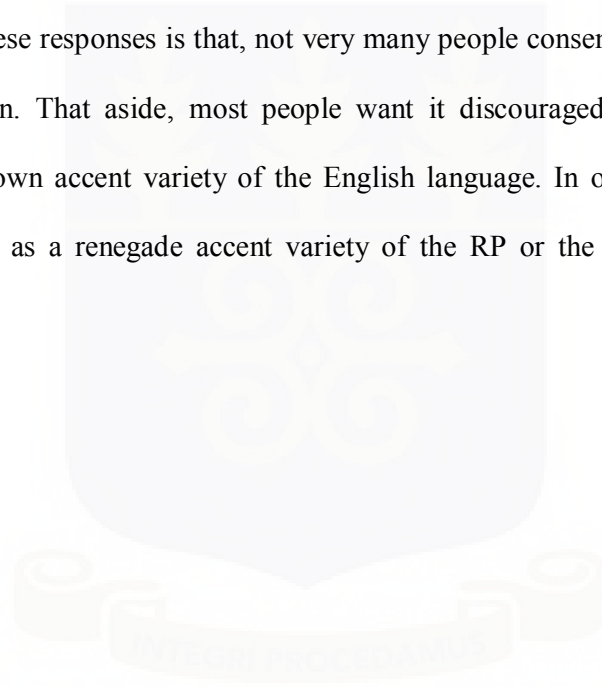 ese responses is that, not very many people conser
n. That aside, most people want it discouraged
own accent variety of the English language. In o
as a renegade accent variety of the RP or the
INTEGRI PROCEDAMUS